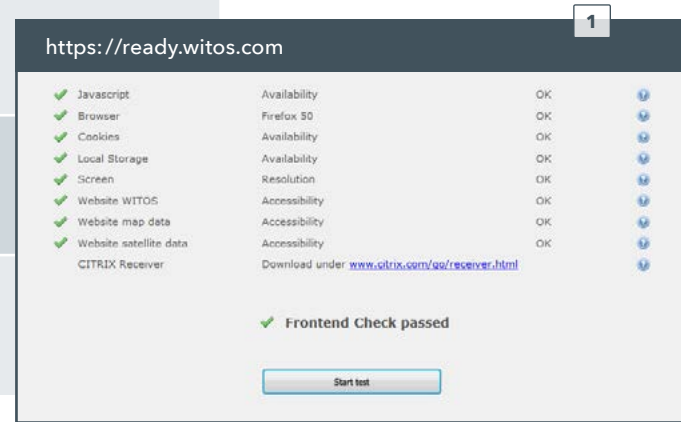 1
https://ready.witos.com
Javascript Availability OK
Browser Firefox 50 OK
Cookies Availability OK
Local Storage Availability OK
Screen Resolution OK
Website WITOS Accessibility OK
Website map data Accessibility OK
Website satellite data Accessibility OK
CITRIX Receiver Download under www.citrix.com/go/receiver.html
Frontend Check passed
Start test